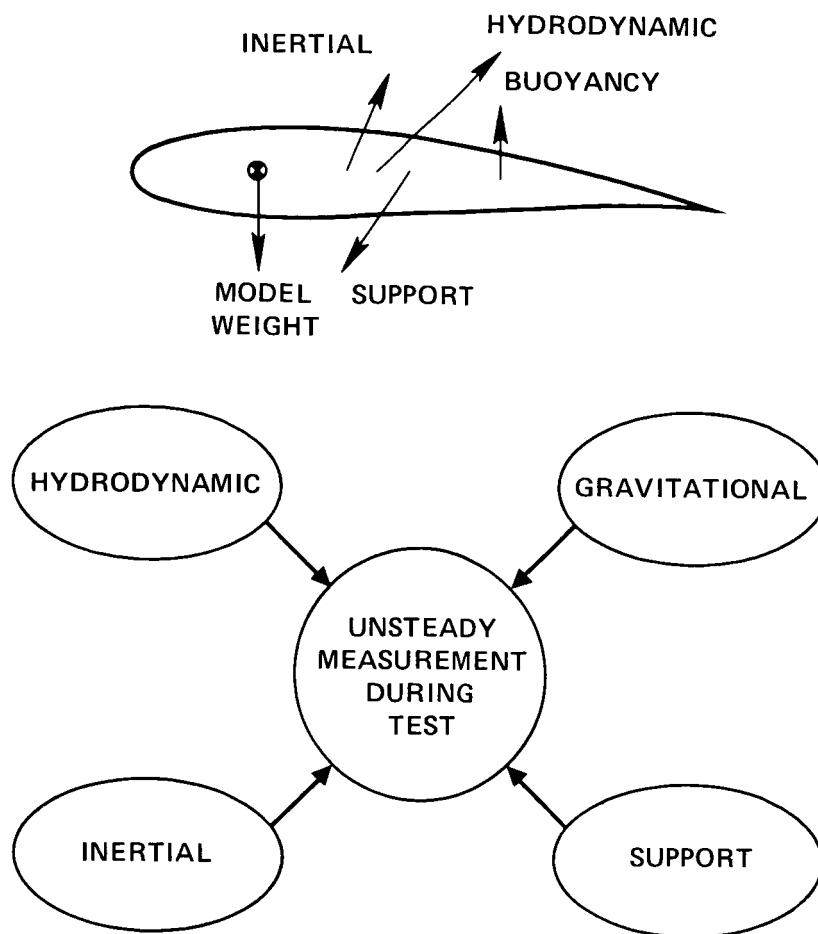 INERTIAL
HYDRODYNAMIC
BUOYANCY
MODEL
WEIGHT
SUPPORT
HYDRODYNAMIC
GRAVITATIONAL
UNSTEADY
MEASUREMENT
DURING
TEST
INERTIAL
SUPPORT